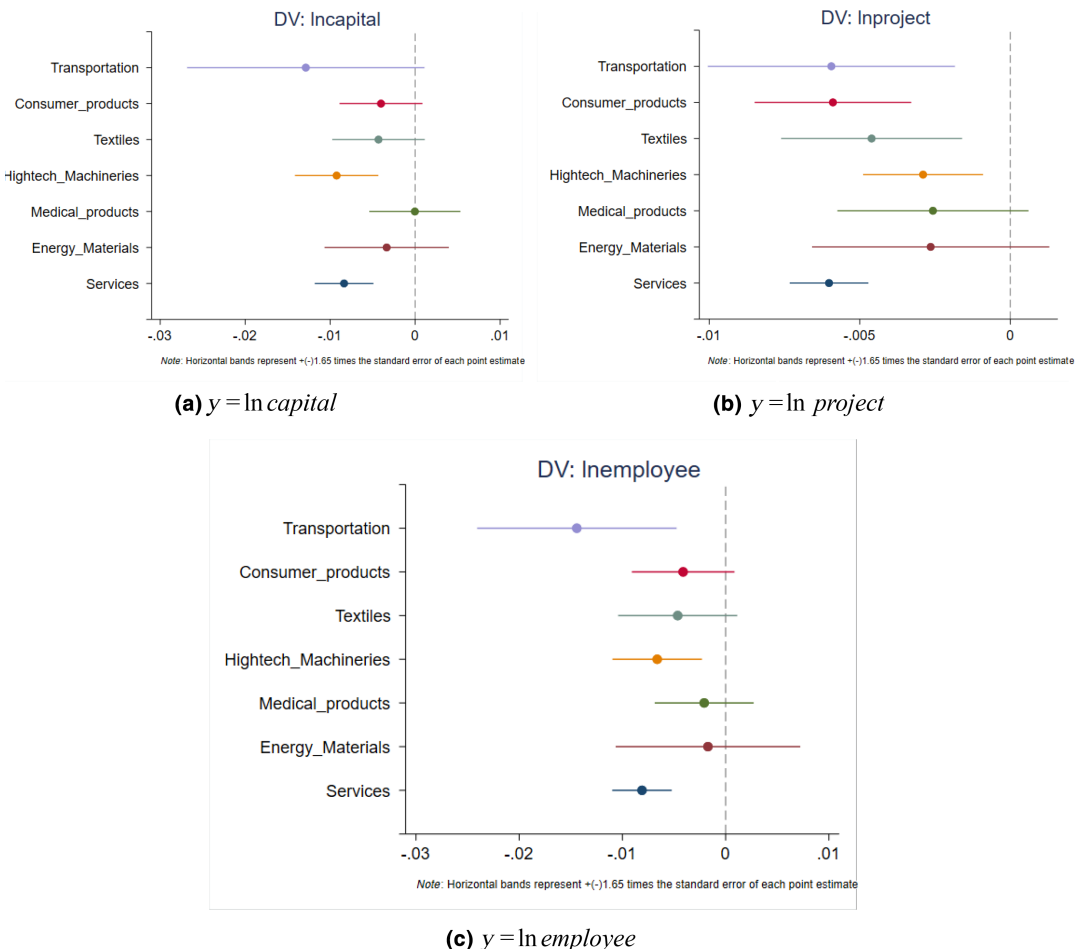 DV: lncapital
Transportation
Consumer_products
Textiles
Hightech_Machineries
Medical_products
Energy_Materials
Services
-.03 -.02 -.01 0 .01
Note: Horizontal bands represent +(-)1.65 times the standard error of each point estimate
(a) y = ln capital
DV: lnproject
Transportation
Consumer_products
Textiles
Hightech_Machineries
Medical_products
Energy_Materials
Services
-.01 -.005 0
Note: Horizontal bands represent +(-)1.65 times the standard error of each point estimate
(b) y = ln project
DV: lnemployee
Transportation
Consumer_products
Textiles
Hightech_Machineries
Medical_products
Energy_Materials
Services
-.03 -.02 -.01 0 .01
Note: Horizontal bands represent +(-)1.65 times the standard error of each point estimate
(c) y = ln employee